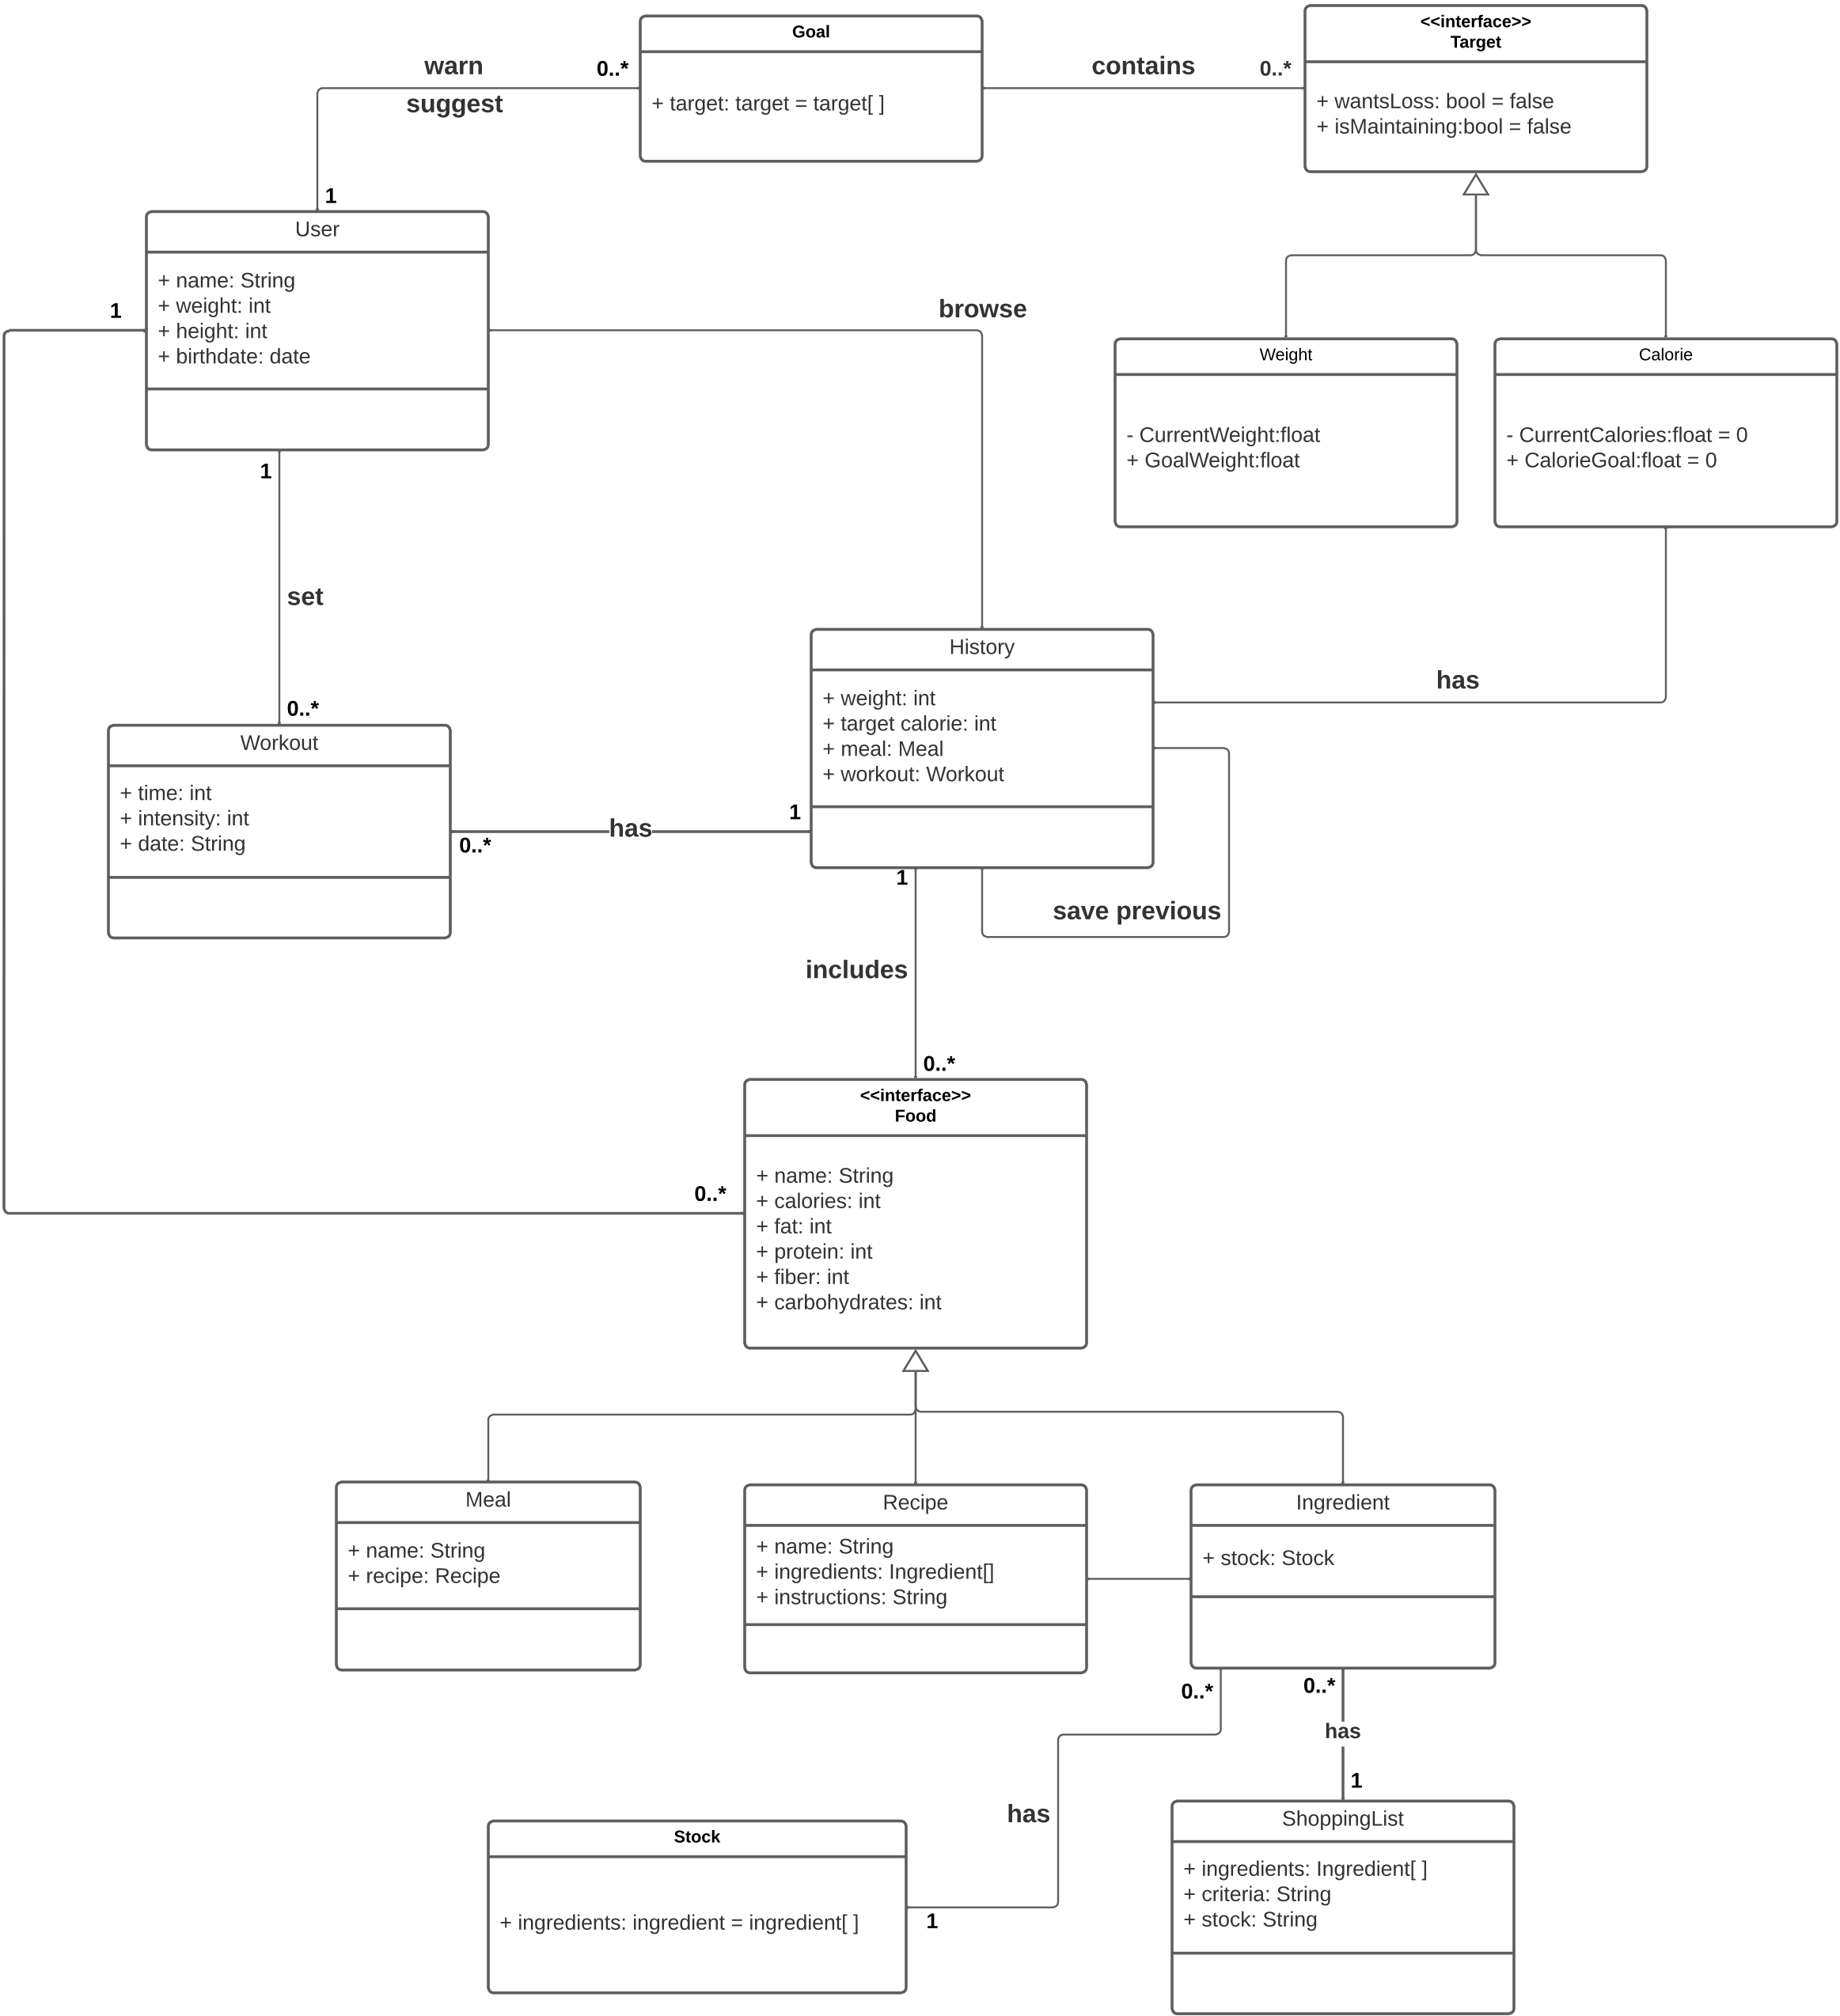 Goal
+ target: target = target[ ]
<<interface>>
Target
+ wantsLoss: bool = false
+ isMaintaining:bool = false
warn
suggest
0..*
1
contains
0..*
User
+ name: String
+ weight: int
+ height: int
+ birthdate: date
1
browse
Weight
- CurrentWeight:float
+ GoalWeight:float
Calorie
- CurrentCalories:float = 0
+ CalorieGoal:float = 0
1
set
0..*
History
+ weight: int
+ target calorie: int
+ meal: Meal
+ workout: Workout
has
Workout
+ time: int
+ intensity: int
+ date: String
0..*
has
1
1
save previous
includes
0..*
<<interface>>
Food
+ name: String
+ calories: int
+ fat: int
+ protein: int
+ fiber: int
+ carbohydrates: int
0..*
Meal
+ name: String
+ recipe: Recipe
Recipe
+ name: String
+ ingredients: Ingredient[]
+ instructions: String
Ingredient
+ stock: Stock
0..*
0..*
has
1
has
1
Stock
+ ingredients: ingredient = ingredient[ ]
ShoppingList
+ ingredients: Ingredient[ ]
+ criteria: String
+ stock: String